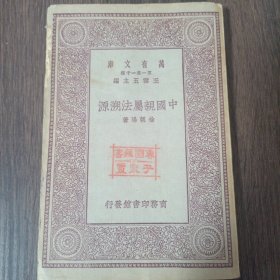 萬有文庫
第一集一千種
王雲五主編
中國親屬法溯源
徐朝陽著
商務印書館發行